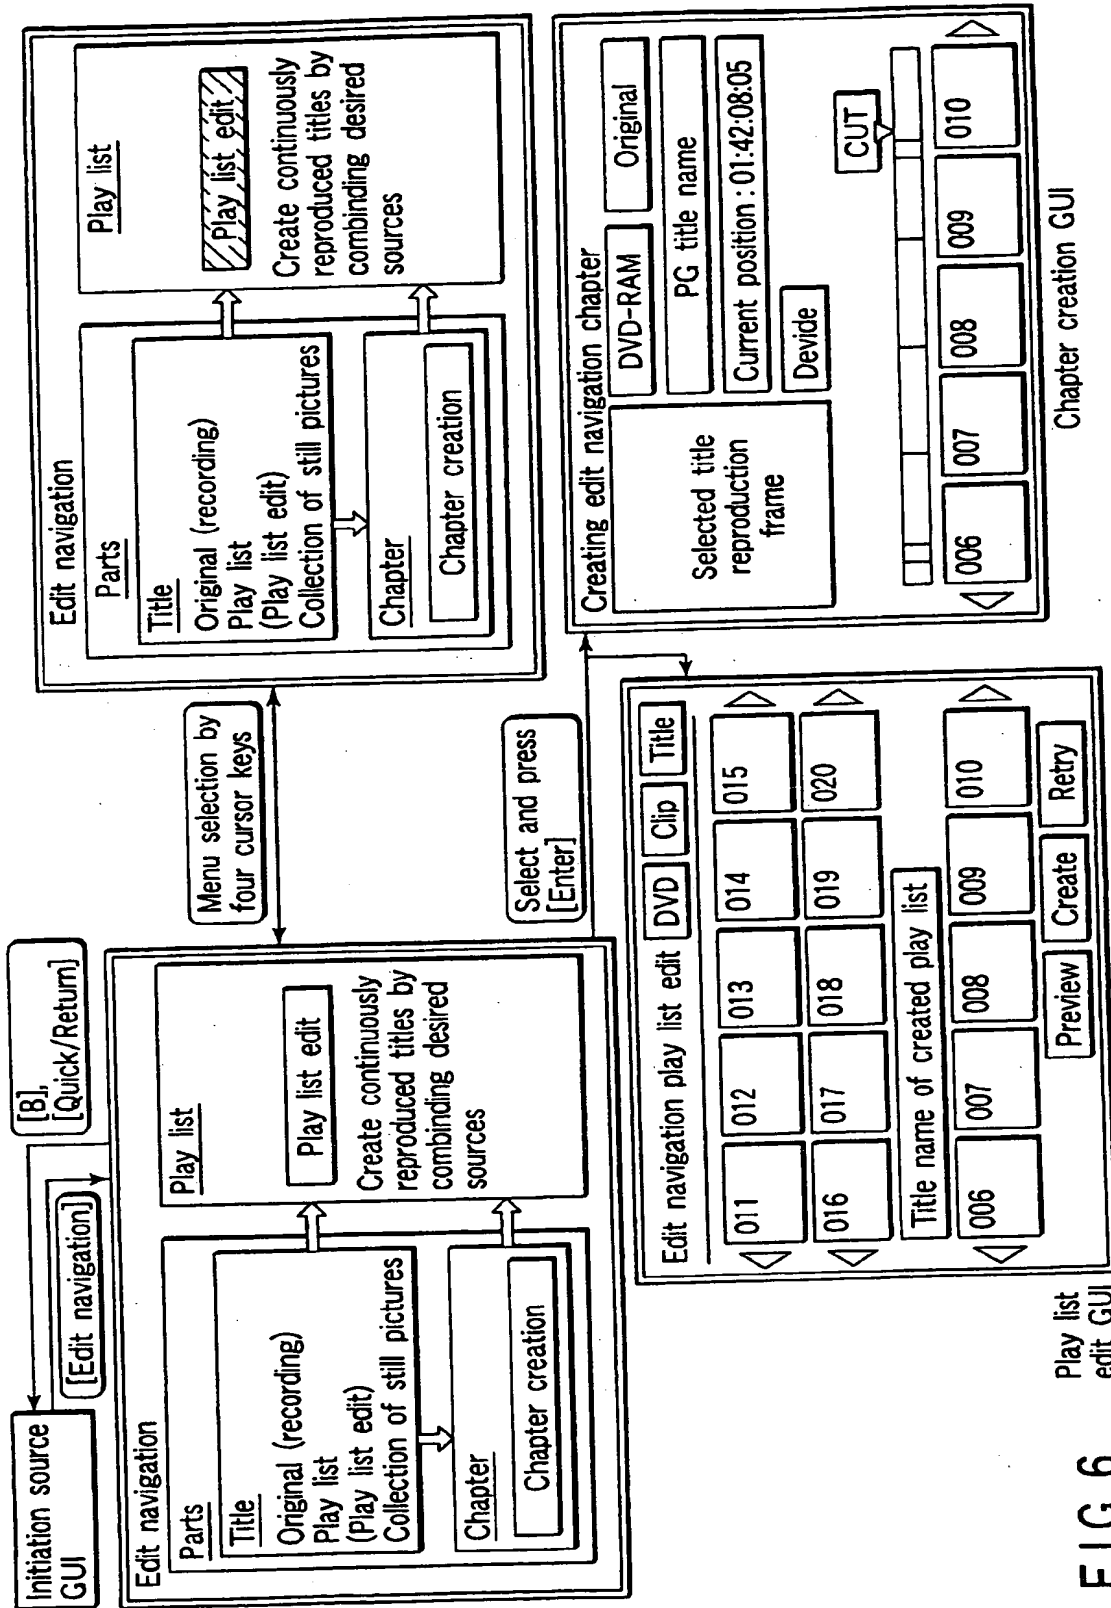 Initiation source
GUI
[Edit navigation]
[B],
[Quick/Return]
Edit navigation
Parts
Title
Original (recording)
Play list
(Play list edit)
Collection of still pictures
Chapter
Chapter creation
Play list
Play list edit
Create continuously
reproduced titles by
combinding desired
sources
Menu selection by
four cursor keys
Edit navigation
Parts
Title
Original (recording)
Play list
(Play list edit)
Collection of still pictures
Chapter
Chapter creation
Play list
Play list edit
Create continuously
reproduced titles by
combinding desired
sources
Select and press
[Enter]
Edit navigation play list edit
DVD
Clip
Title
011 012 013 014 015
016 017 018 019 020
Title name of created play list
006 007 008 009 010
Preview
Create
Retry
Play list
edit GUI
Creating edit navigation chapter
Selected title
reproduction
frame
DVD-RAM
Original
PG title name
Current position : 01:42:08:05
Devide
CUT
006 007 008 009 010
Chapter creation GUI
FIG. 6